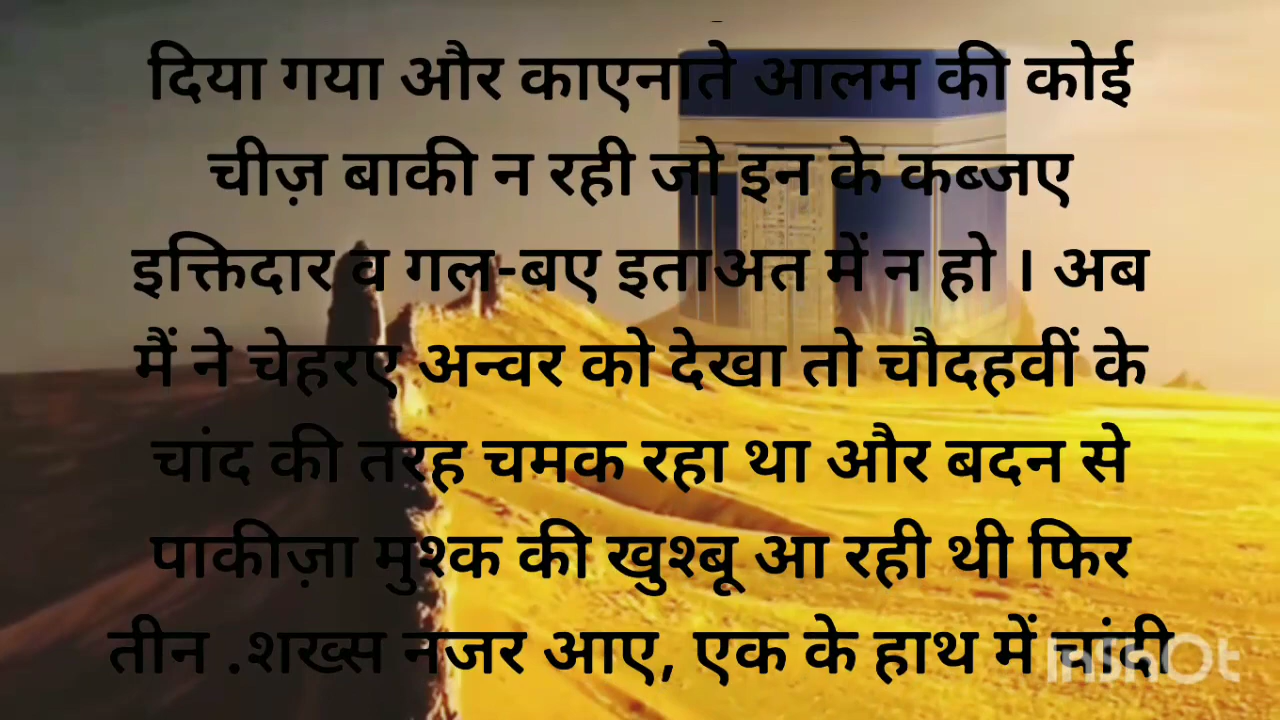 दिया गया और काएनाते आलम की कोई
चीज़ बाकी न रही जो इन के कब्जए
इक्तिदार व गल-बए इताअत में न हो । अब
मैं ने चेहरए अन्वर को देखा तो चौदहवीं के
चांद की तरह चमक रहा था और बदन से
पाकीज़ा मुश्क की खुश्बू आ रही थी फिर
तीन .शख्स नजर आए, एक के हाथ में चांदी
InShOt